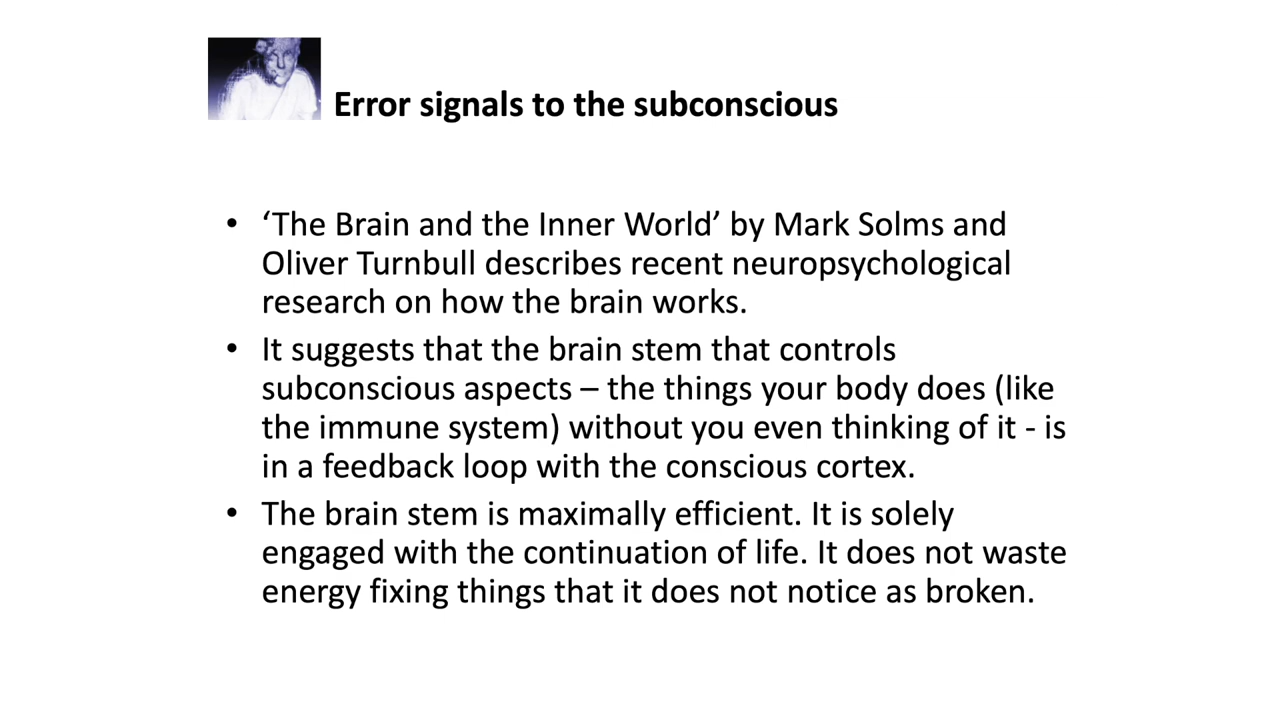 Error signals to the subconscious
• ‘The Brain and the Inner World’ by Mark Solms and
Oliver Turnbull describes recent neuropsychological
research on how the brain works.
• It suggests that the brain stem that controls
subconscious aspects – the things your body does (like
the immune system) without you even thinking of it - is
in a feedback loop with the conscious cortex.
• The brain stem is maximally efficient. It is solely
engaged with the continuation of life. It does not waste
energy fixing things that it does not notice as broken.